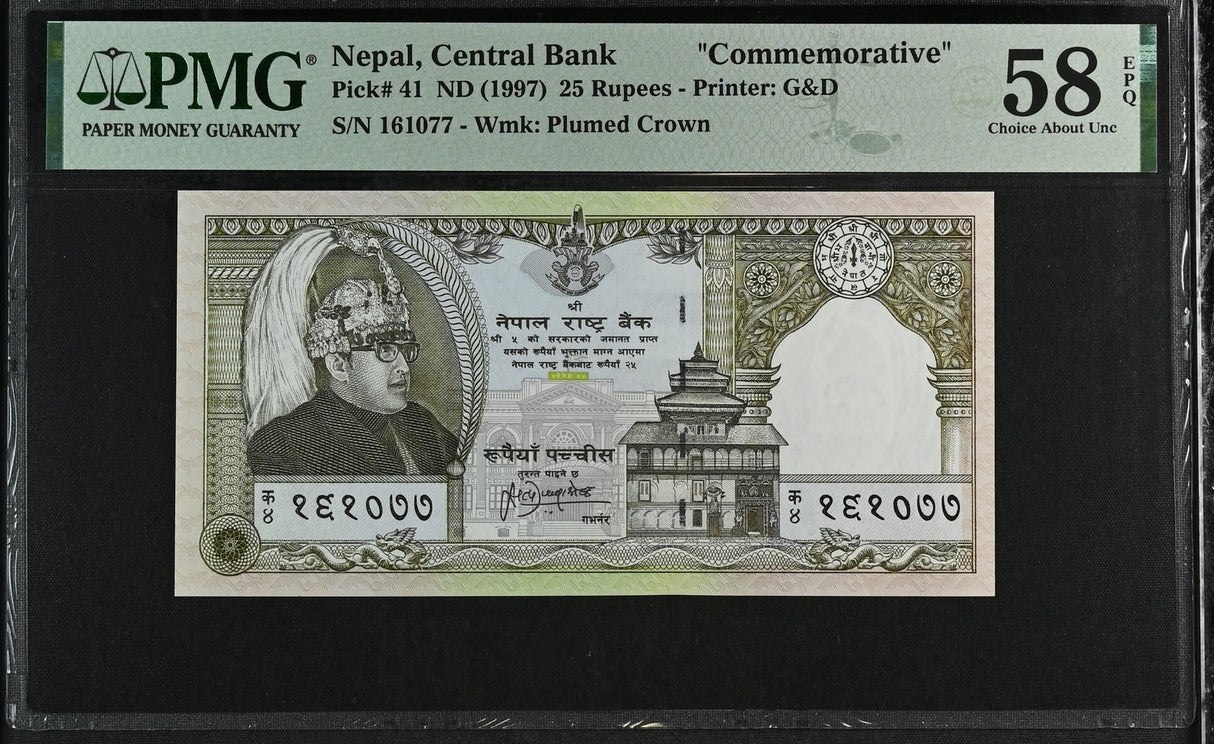 PMG®
PAPER MONEY GUARANTY
Nepal, Central Bank "Commemorative"
Pick# 41 ND (1997) 25 Rupees - Printer: G&D
S/N 161077 - Wmk: Plumed Crown
58
EPQ
Choice About Unc
श्री
नेपाल राष्ट्र बैंक
श्री ५ को सरकारको जमानत प्राप्त
यसको रुपैयाँ भुक्तान माग्न आएमा
नेपाल राष्ट्र बैंकबाट रुपैयाँ २५
रूपैयाँ पच्चीस
तुरन्त पाइने छ
गभर्नर
क
४
१६१०७७
क
४
१६१०७७